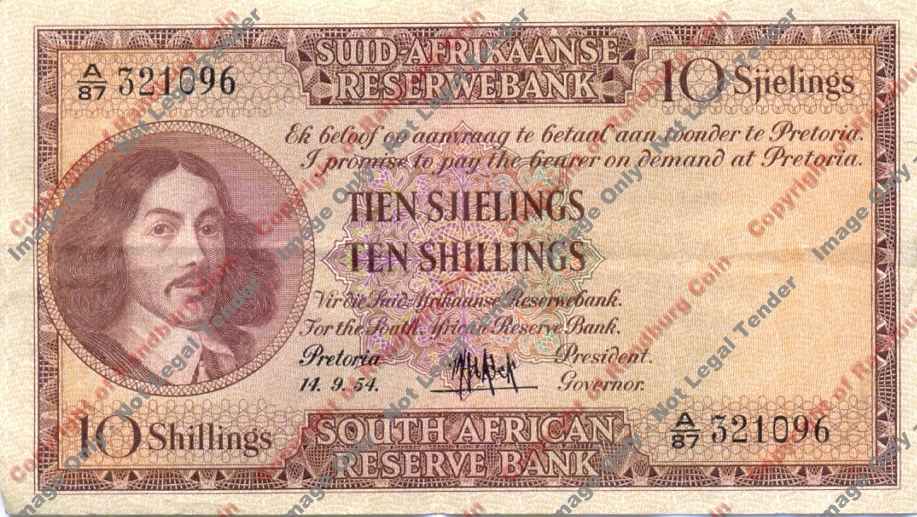 SUID-AFRIKAANSE
RESERWEBANK
A/87 321096
10 Sjielings
Ek beloof op aanvraag te betaal aan toonder te Pretoria.
I promise to pay the bearer on demand at Pretoria.
TIEN SJIELINGS
TEN SHILLINGS
Vir die Suid-Afrikaanse Reserwebank.
For the South African Reserve Bank.
Pretoria
President.
14. 9. 54.
Governor.
10 Shillings
SOUTH AFRICAN
RESERVE BANK
A/87 321096
Copyright of Randburg Coin
Image Only - Not Legal Tender